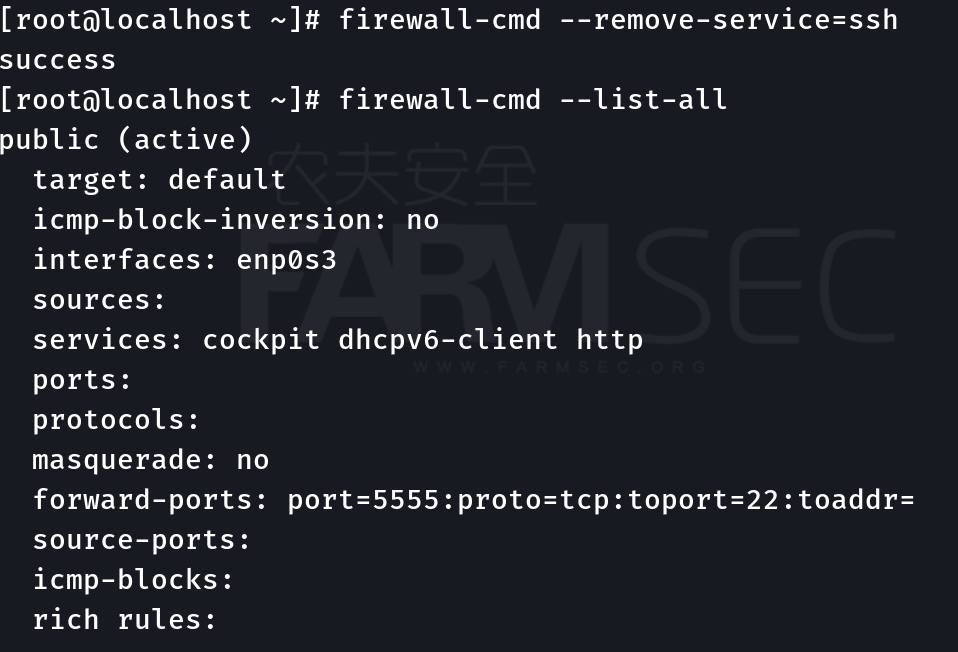 [root@localhost ~]# firewall-cmd --remove-service=ssh
success
[root@localhost ~]# firewall-cmd --list-all
public (active)
  target: default
  icmp-block-inversion: no
  interfaces: enp0s3
  sources:
  services: cockpit dhcpv6-client http
  ports:
  protocols:
  masquerade: no
  forward-ports: port=5555:proto=tcp:toport=22:toaddr=
  source-ports:
  icmp-blocks:
  rich rules:
农夫安全
FARMSEC
WWW.FARMSEC.ORG